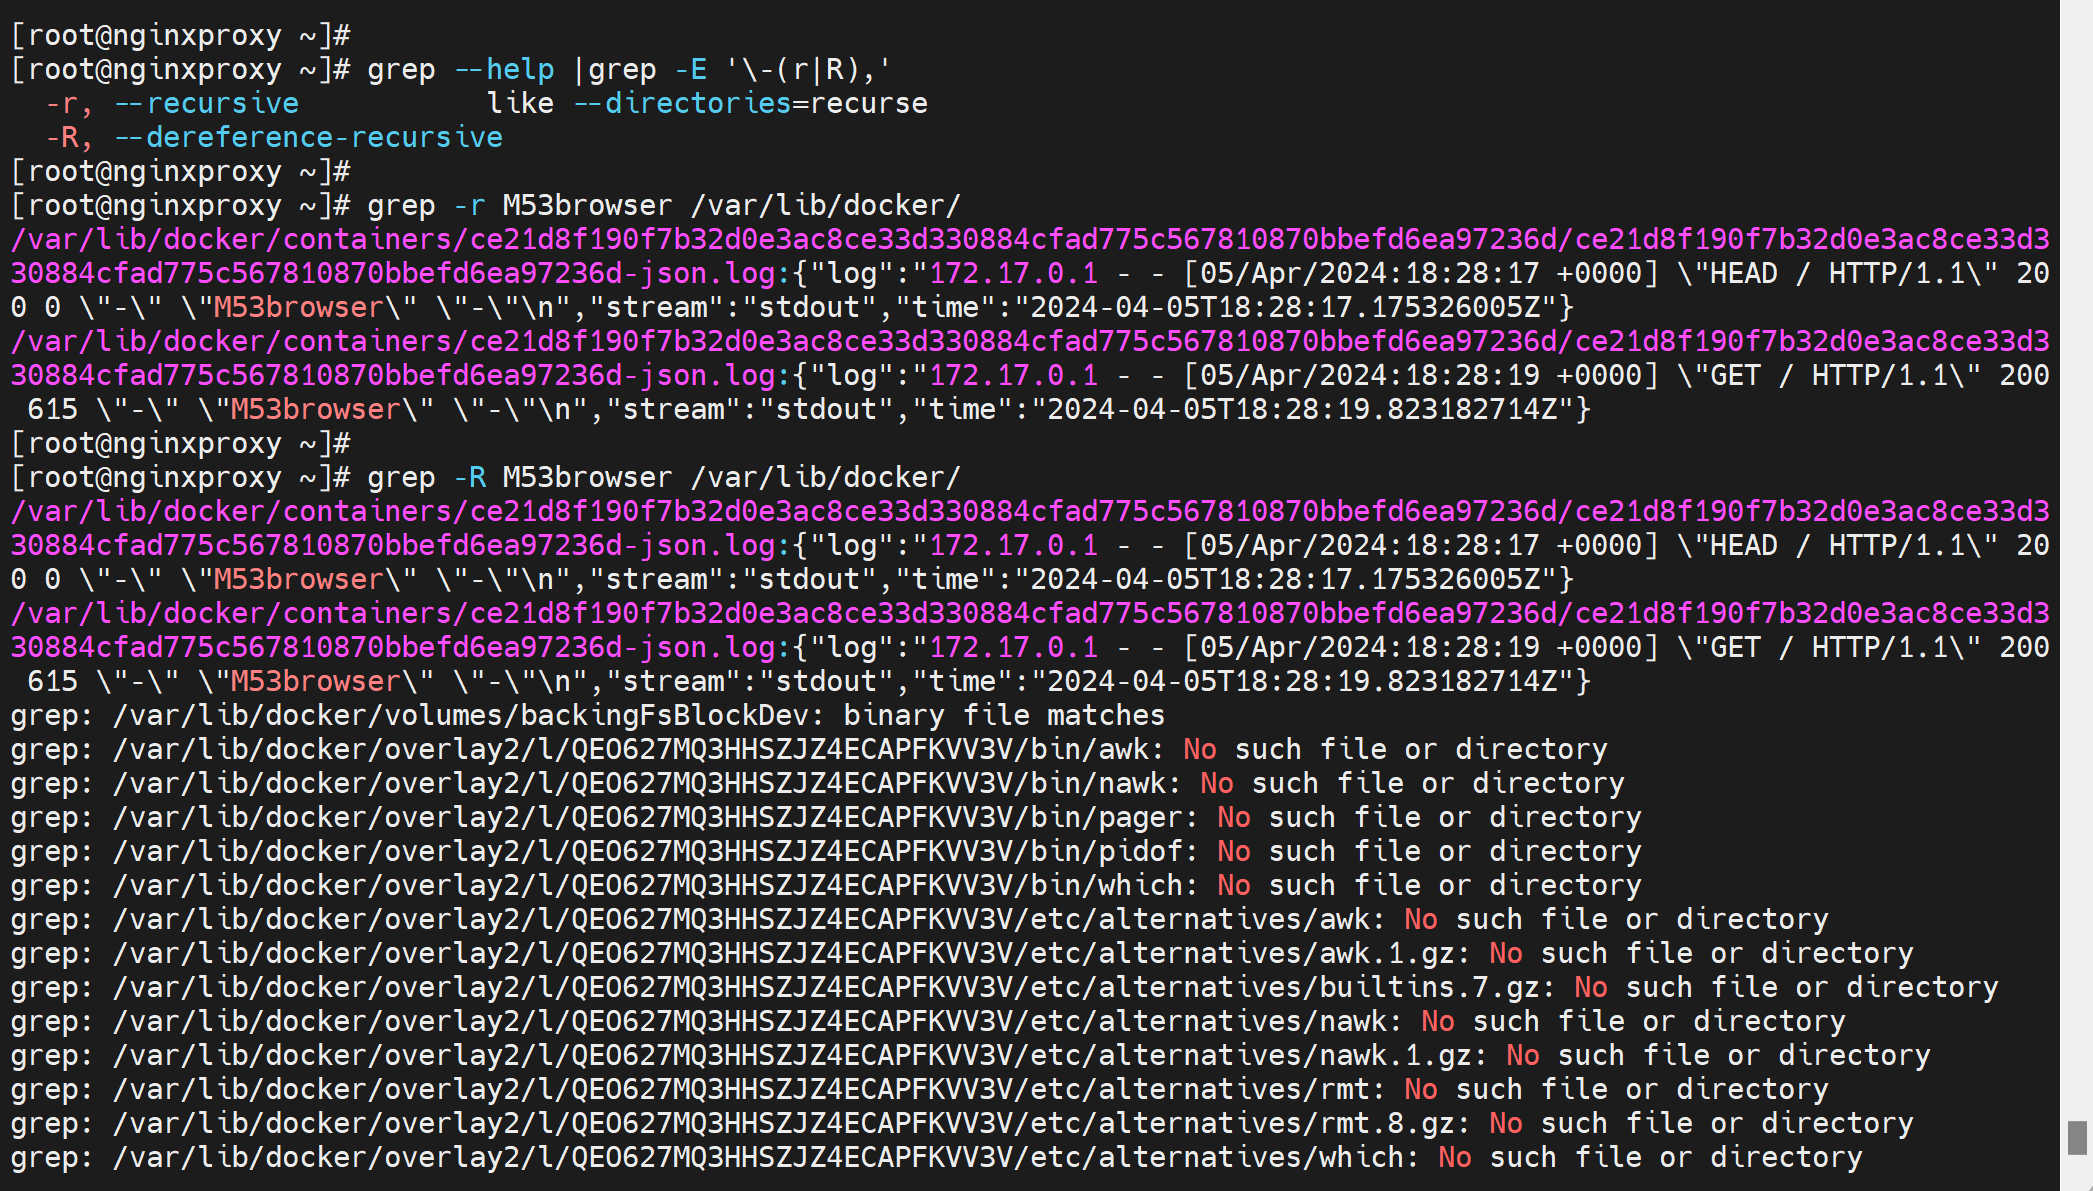 [root@nginxproxy ~]#
[root@nginxproxy ~]# grep --help |grep -E '\-(r|R),'
  -r, --recursive           like --directories=recurse
  -R, --dereference-recursive
[root@nginxproxy ~]#
[root@nginxproxy ~]# grep -r M53browser /var/lib/docker/
/var/lib/docker/containers/ce21d8f190f7b32d0e3ac8ce33d330884cfad775c567810870bbefd6ea97236d/ce21d8f190f7b32d0e3ac8ce33d3
30884cfad775c567810870bbefd6ea97236d-json.log:{"log":"172.17.0.1 - - [05/Apr/2024:18:28:17 +0000] \"HEAD / HTTP/1.1\" 20
0 0 \"-\" \"M53browser\" \"-\"\n","stream":"stdout","time":"2024-04-05T18:28:17.175326005Z"}
/var/lib/docker/containers/ce21d8f190f7b32d0e3ac8ce33d330884cfad775c567810870bbefd6ea97236d/ce21d8f190f7b32d0e3ac8ce33d3
30884cfad775c567810870bbefd6ea97236d-json.log:{"log":"172.17.0.1 - - [05/Apr/2024:18:28:19 +0000] \"GET / HTTP/1.1\" 200
 615 \"-\" \"M53browser\" \"-\"\n","stream":"stdout","time":"2024-04-05T18:28:19.823182714Z"}
[root@nginxproxy ~]#
[root@nginxproxy ~]# grep -R M53browser /var/lib/docker/
/var/lib/docker/containers/ce21d8f190f7b32d0e3ac8ce33d330884cfad775c567810870bbefd6ea97236d/ce21d8f190f7b32d0e3ac8ce33d3
30884cfad775c567810870bbefd6ea97236d-json.log:{"log":"172.17.0.1 - - [05/Apr/2024:18:28:17 +0000] \"HEAD / HTTP/1.1\" 20
0 0 \"-\" \"M53browser\" \"-\"\n","stream":"stdout","time":"2024-04-05T18:28:17.175326005Z"}
/var/lib/docker/containers/ce21d8f190f7b32d0e3ac8ce33d330884cfad775c567810870bbefd6ea97236d/ce21d8f190f7b32d0e3ac8ce33d3
30884cfad775c567810870bbefd6ea97236d-json.log:{"log":"172.17.0.1 - - [05/Apr/2024:18:28:19 +0000] \"GET / HTTP/1.1\" 200
 615 \"-\" \"M53browser\" \"-\"\n","stream":"stdout","time":"2024-04-05T18:28:19.823182714Z"}
grep: /var/lib/docker/volumes/backingFsBlockDev: binary file matches
grep: /var/lib/docker/overlay2/l/QEO627MQ3HHSZJZ4ECAPFKVV3V/bin/awk: No such file or directory
grep: /var/lib/docker/overlay2/l/QEO627MQ3HHSZJZ4ECAPFKVV3V/bin/nawk: No such file or directory
grep: /var/lib/docker/overlay2/l/QEO627MQ3HHSZJZ4ECAPFKVV3V/bin/pager: No such file or directory
grep: /var/lib/docker/overlay2/l/QEO627MQ3HHSZJZ4ECAPFKVV3V/bin/pidof: No such file or directory
grep: /var/lib/docker/overlay2/l/QEO627MQ3HHSZJZ4ECAPFKVV3V/bin/which: No such file or directory
grep: /var/lib/docker/overlay2/l/QEO627MQ3HHSZJZ4ECAPFKVV3V/etc/alternatives/awk: No such file or directory
grep: /var/lib/docker/overlay2/l/QEO627MQ3HHSZJZ4ECAPFKVV3V/etc/alternatives/awk.1.gz: No such file or directory
grep: /var/lib/docker/overlay2/l/QEO627MQ3HHSZJZ4ECAPFKVV3V/etc/alternatives/builtins.7.gz: No such file or directory
grep: /var/lib/docker/overlay2/l/QEO627MQ3HHSZJZ4ECAPFKVV3V/etc/alternatives/nawk: No such file or directory
grep: /var/lib/docker/overlay2/l/QEO627MQ3HHSZJZ4ECAPFKVV3V/etc/alternatives/nawk.1.gz: No such file or directory
grep: /var/lib/docker/overlay2/l/QEO627MQ3HHSZJZ4ECAPFKVV3V/etc/alternatives/rmt: No such file or directory
grep: /var/lib/docker/overlay2/l/QEO627MQ3HHSZJZ4ECAPFKVV3V/etc/alternatives/rmt.8.gz: No such file or directory
grep: /var/lib/docker/overlay2/l/QEO627MQ3HHSZJZ4ECAPFKVV3V/etc/alternatives/which: No such file or directory